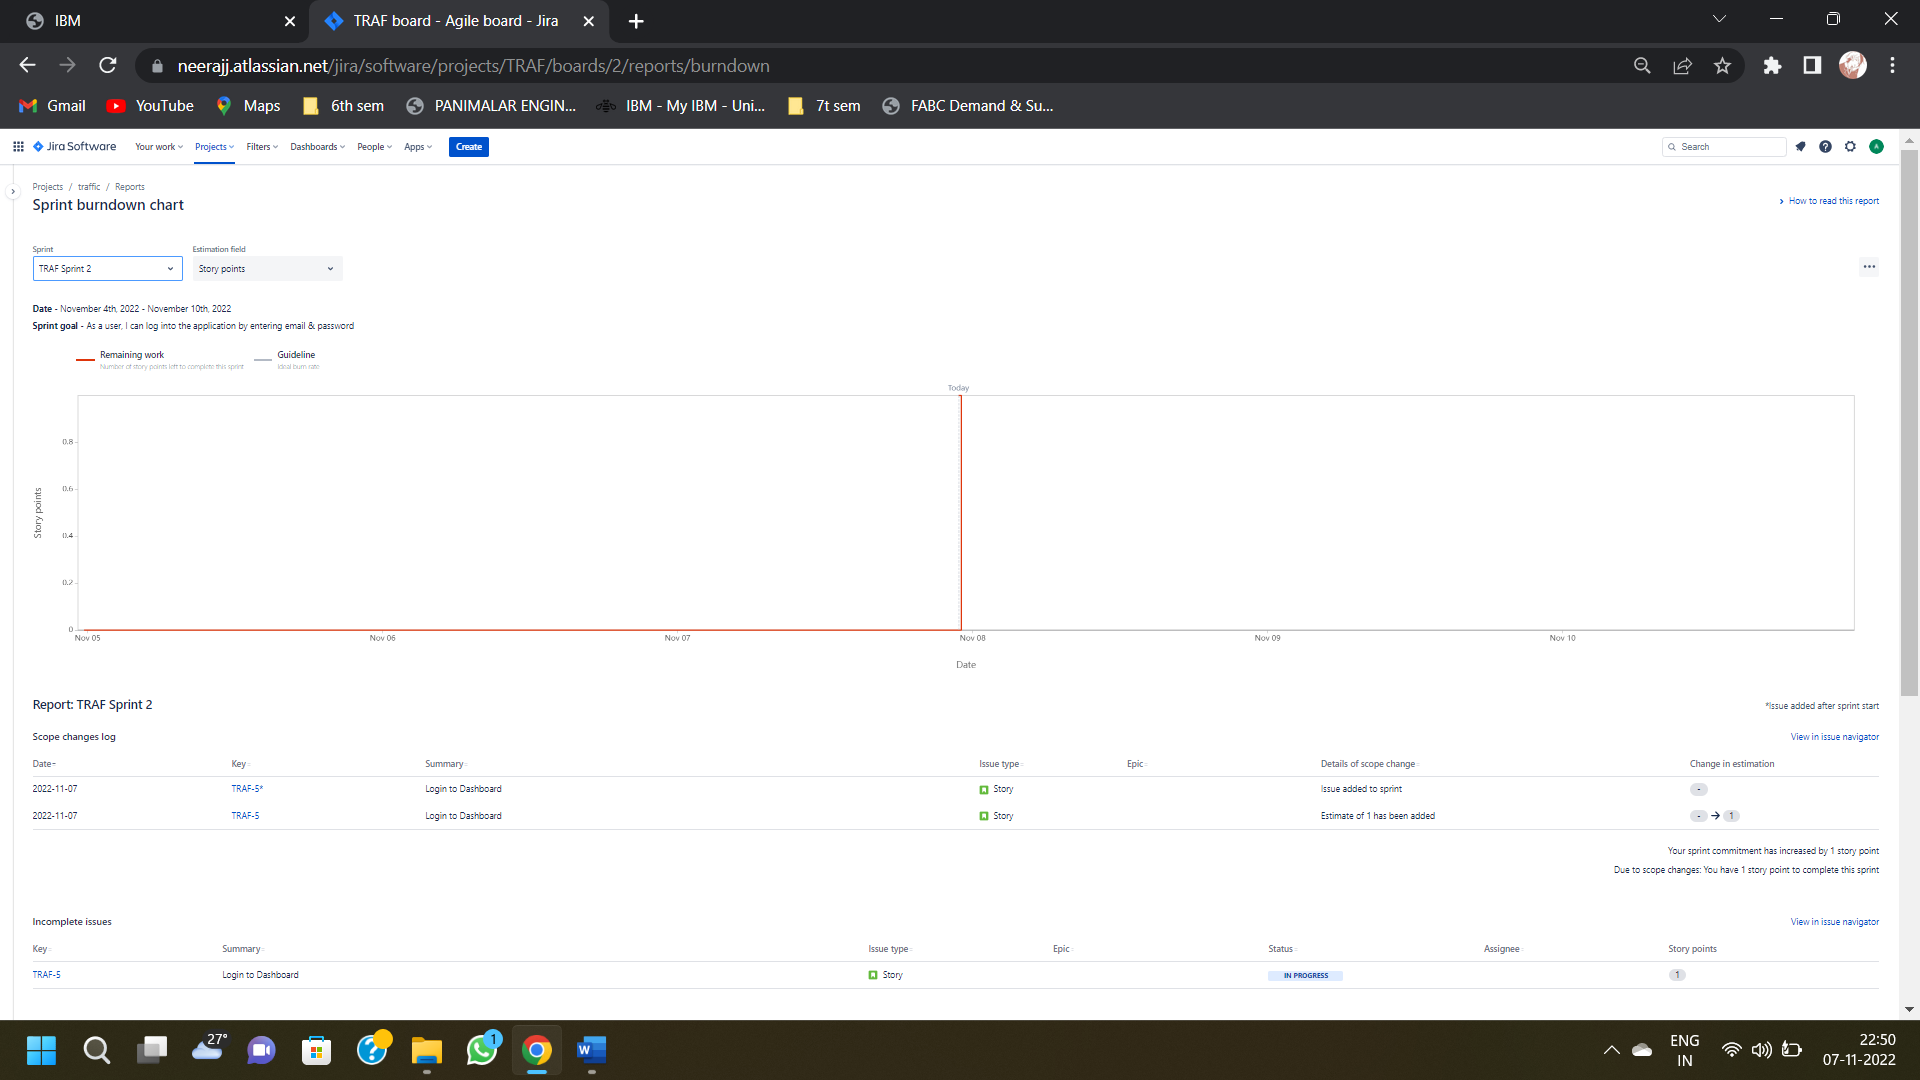 IBM
TRAF board - Agile board - Jira
neerajj.atlassian.net/jira/software/projects/TRAF/boards/2/reports/burndown
Gmail YouTube Maps 6th sem PANIMALAR ENGIN... IBM - My IBM - Uni... 7t sem FABC Demand & Su...
Jira Software Your work Projects Filters Dashboards People Apps Create Search A
Projects / traffic / Reports
Sprint burndown chart
How to read this report
Sprint Estimation field
TRAF Sprint 2 Story points
Date - November 4th, 2022 - November 10th, 2022
Sprint goal - As a user, I can log into the application by entering email & password
Remaining work Guideline
Number of story points left to complete this sprint Ideal burn rate
Today
0.8
0.6
0.4
0.2
0
Story points
Nov 05 Nov 06 Nov 07 Nov 08 Nov 09 Nov 10
Date
Report: TRAF Sprint 2
*Issue added after sprint start
Scope changes log View in issue navigator
Date Key Summary Issue type Epic Details of scope change Change in estimation
2022-11-07 TRAF-5* Login to Dashboard Story Issue added to sprint -
2022-11-07 TRAF-5 Login to Dashboard Story Estimate of 1 has been added - → 1
Your sprint commitment has increased by 1 story point
Due to scope changes: You have 1 story point to complete this sprint
Incomplete issues View in issue navigator
Key Summary Issue type Epic Status Assignee Story points
TRAF-5 Login to Dashboard Story IN PROGRESS 1
27°
1
W
ENG
IN
22:50
07-11-2022